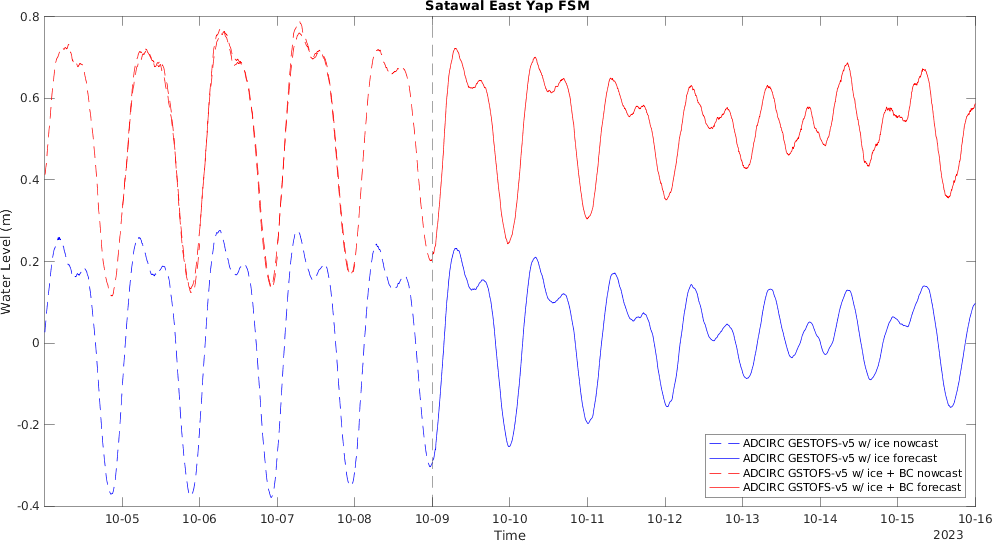 Satawal East Yap FSM
Water Level (m)
0.8
0.6
0.4
0.2
0
-0.2
-0.4
ADCIRC GESTOFS-v5 w/ ice nowcast
ADCIRC GESTOFS-v5 w/ ice forecast
ADCIRC GSTOFS-v5 w/ ice + BC nowcast
ADCIRC GSTOFS-v5 w/ ice + BC forecast
10-05 10-06 10-07 10-08 10-09 10-10 10-11 10-12 10-13 10-14 10-15 10-16
Time
2023